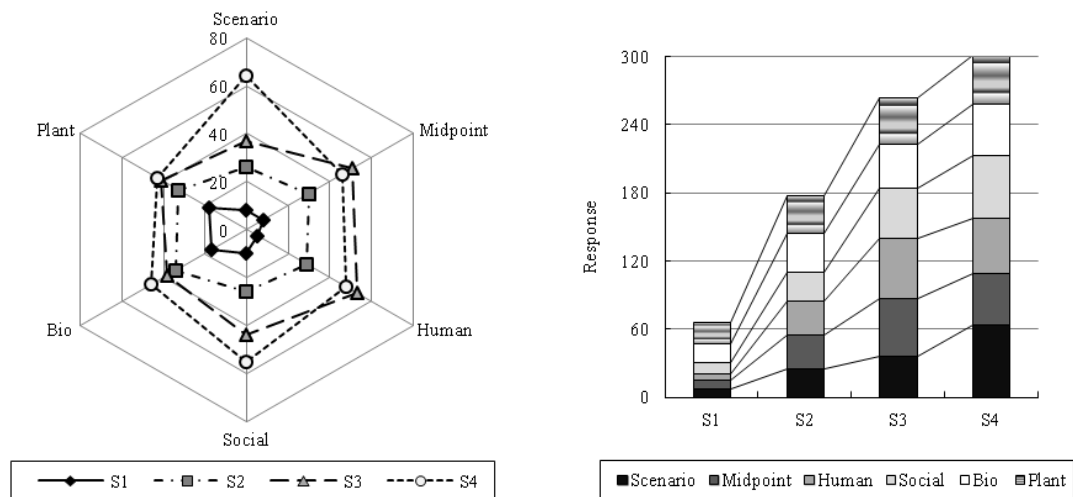 Scenario
80
60
40
20
0
Midpoint
Human
Social
Bio
Plant
S1 S2 S3 S4
Response
300
240
180
120
60
0
S1 S2 S3 S4
Scenario Midpoint Human Social Bio Plant